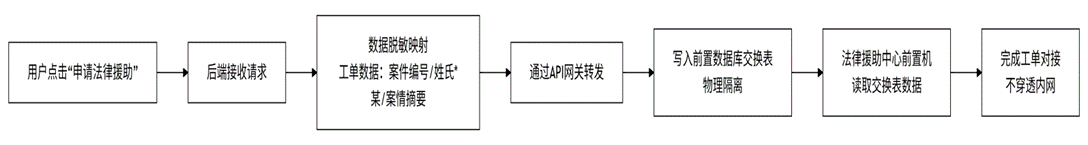 用户点击“申请法律援助”
后端接收请求
数据脱敏映射
工单数据：案件编号/姓氏*
某/案情摘要
通过API网关转发
写入前置数据库交换表
物理隔离
法律援助中心前置机
读取交换表数据
完成工单对接
不穿透内网